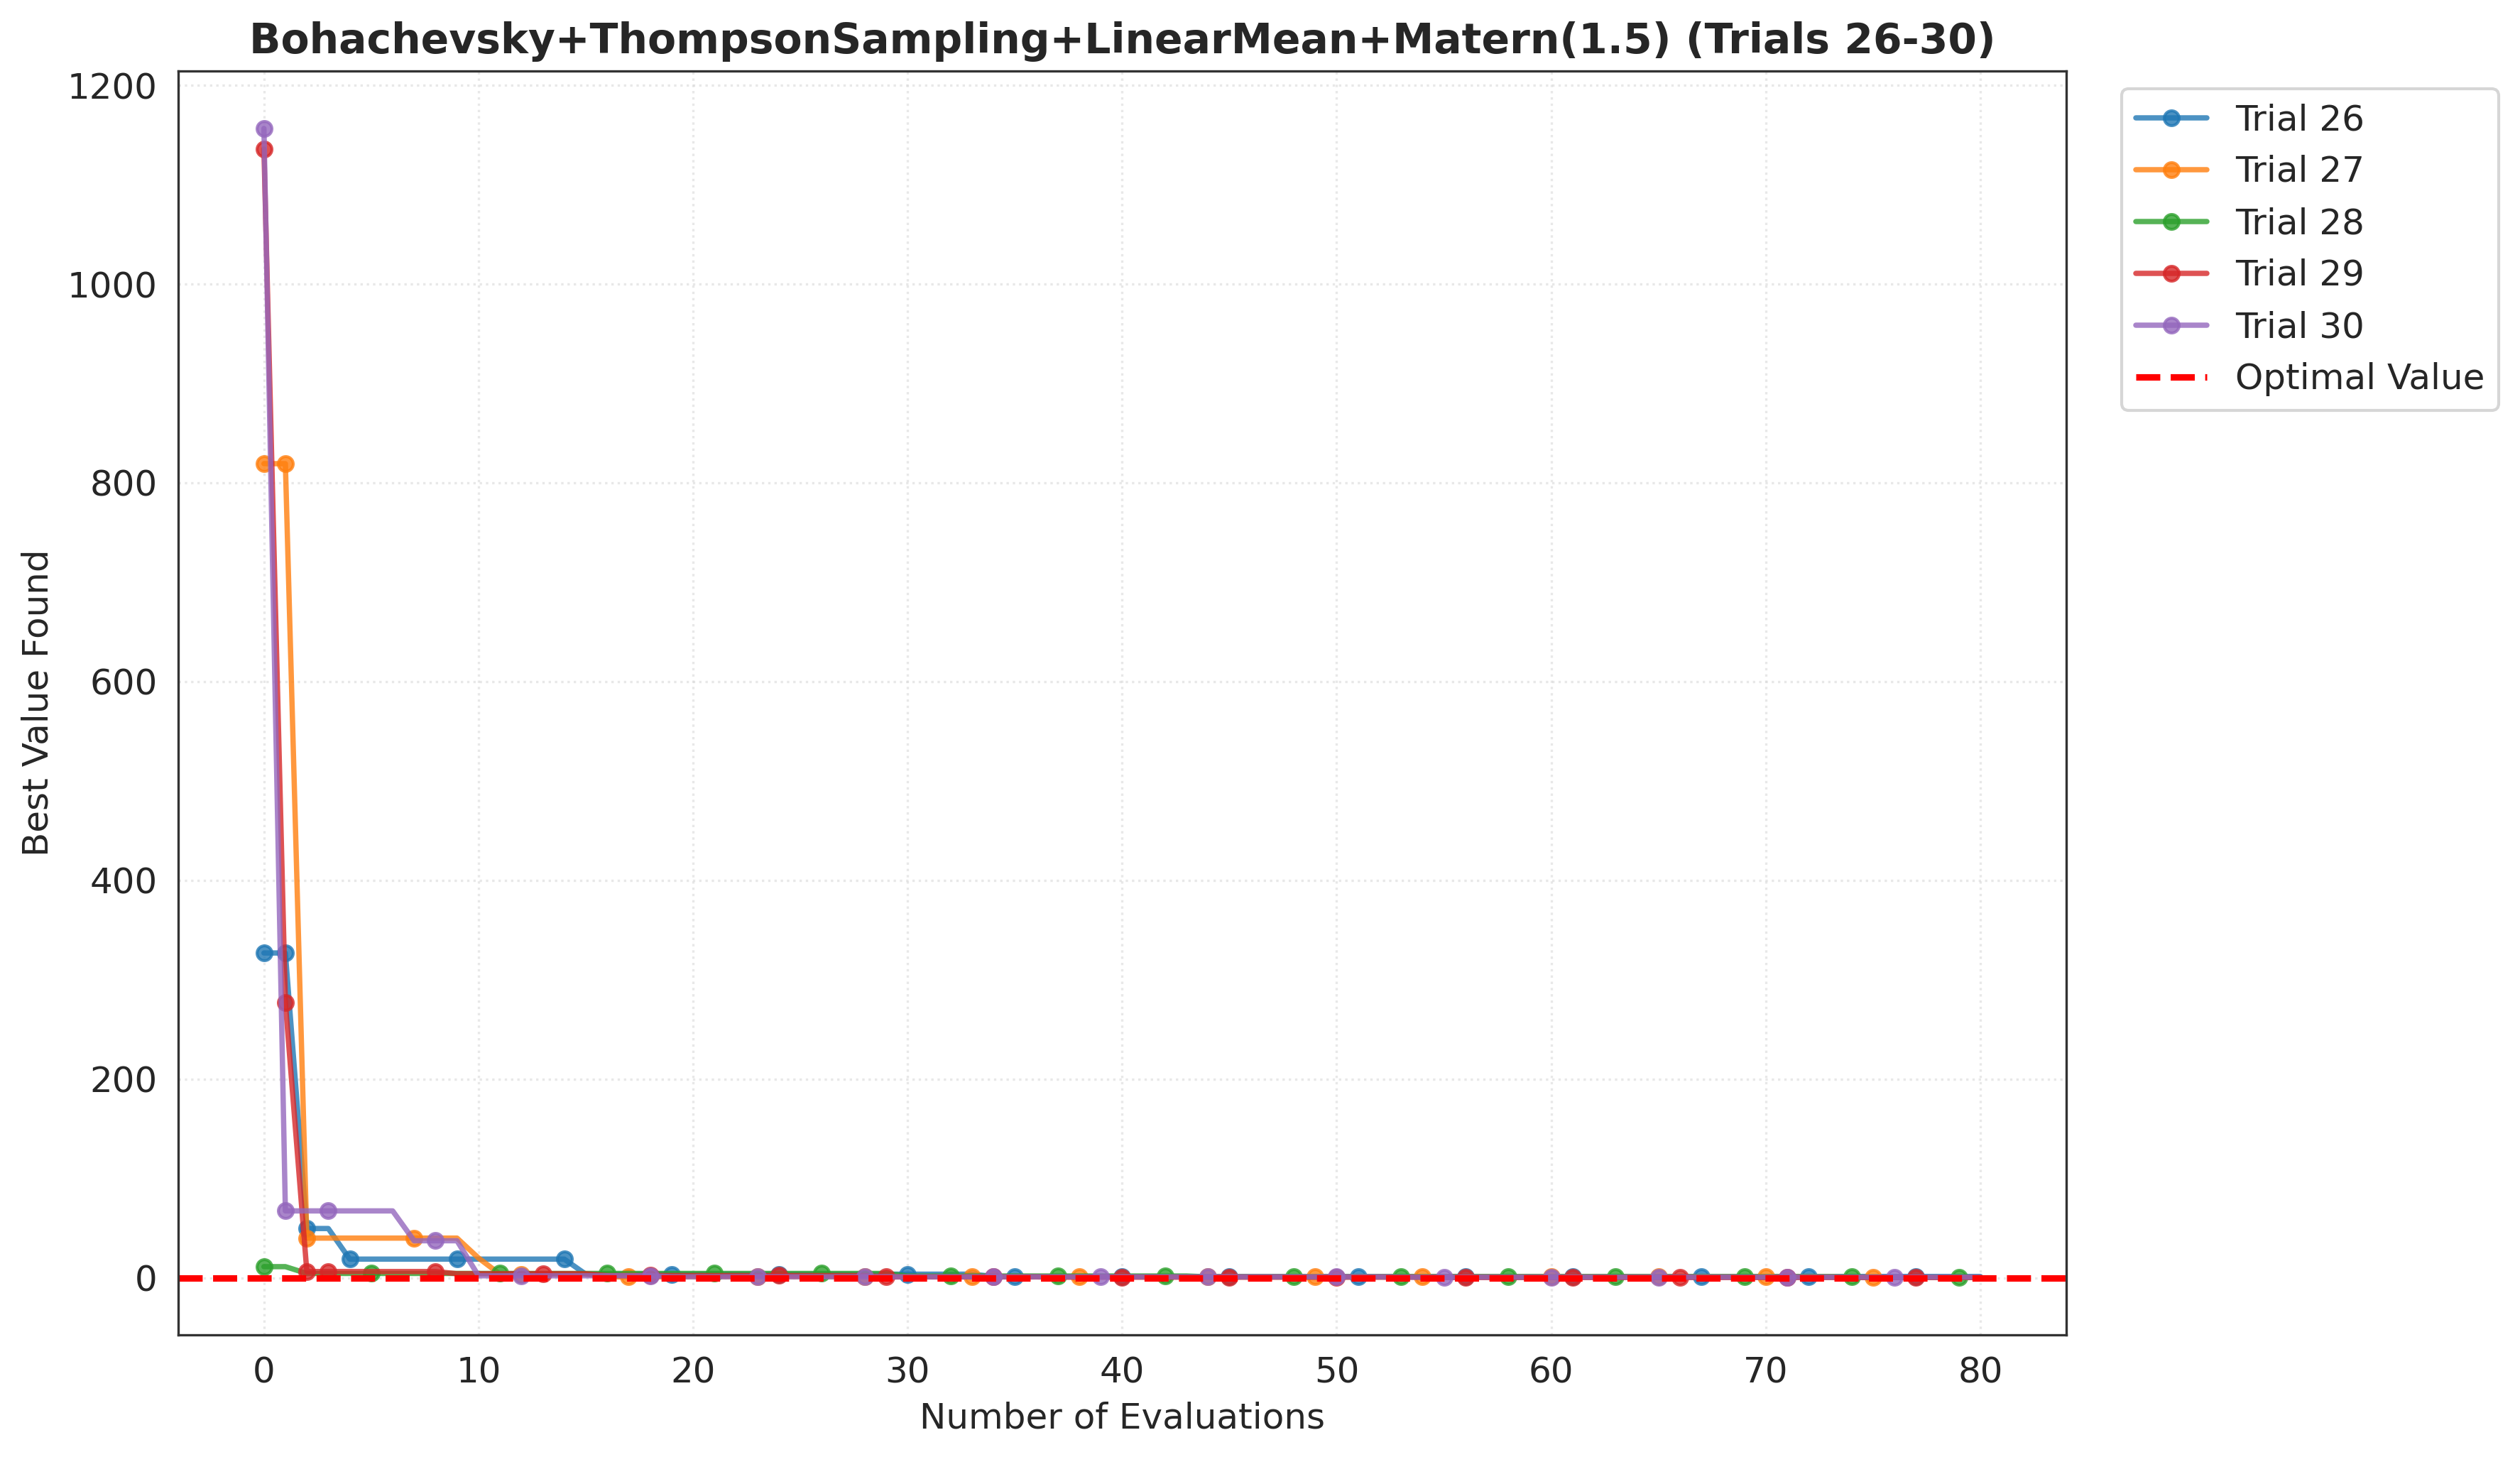 Bohachevsky+ThompsonSampling+LinearMean+Matern(1.5) (Trials 26-30)
1200
1000
800
600
400
200
0
Best Value Found
0 10 20 30 40 50 60 70 80
Number of Evaluations
Trial 26
Trial 27
Trial 28
Trial 29
Trial 30
Optimal Value